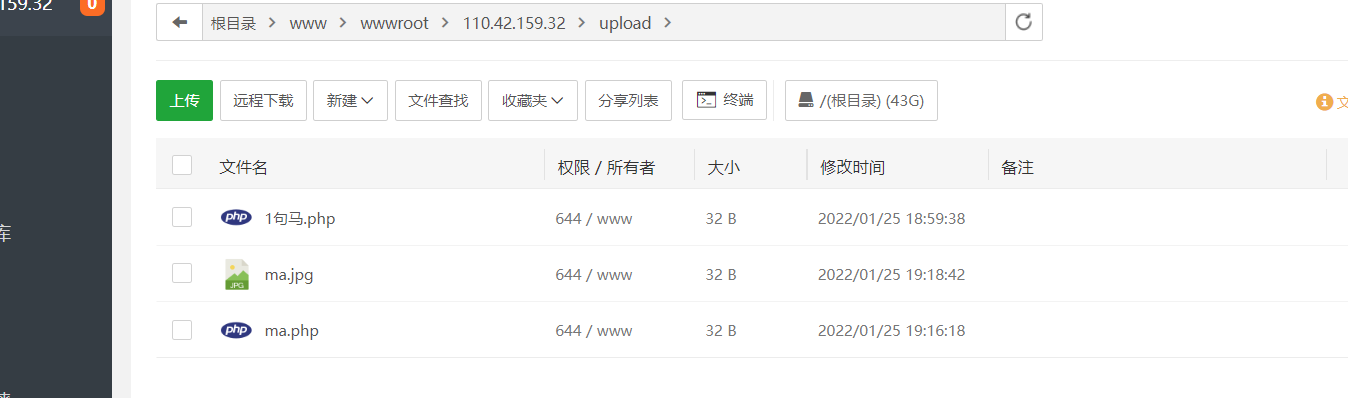 159.32 0
根目录 > www > wwwroot > 110.42.159.32 > upload >
上传 远程下载 新建 文件查找 收藏夹 分享列表 终端 /(根目录) (43G) 文
文件名 权限 / 所有者 大小 修改时间 备注
php 1句马.php 644 / www 32 B 2022/01/25 18:59:38
库
JPG ma.jpg 644 / www 32 B 2022/01/25 19:18:42
php ma.php 644 / www 32 B 2022/01/25 19:16:18